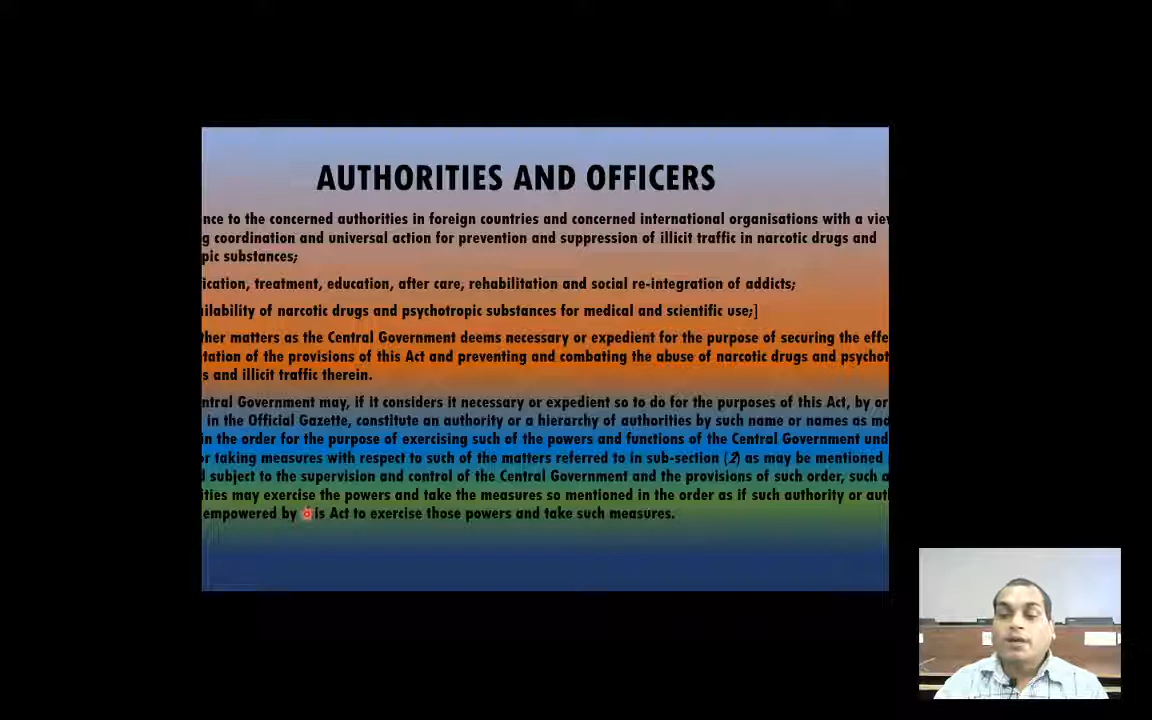 AUTHORITIES AND OFFICERS
nce to the concerned authorities in foreign countries and concerned international organisations with a view
g coordination and universal action for prevention and suppression of illicit traffic in narcotic drugs and
pic substances;
ication, treatment, education, after care, rehabilitation and social re-integration of addicts;
ilability of narcotic drugs and psychotropic substances for medical and scientific use;]
ther matters as the Central Government deems necessary or expedient for the purpose of securing the effe
tation of the provisions of this Act and preventing and combating the abuse of narcotic drugs and psychot
s and illicit traffic therein.
ntral Government may, if it considers it necessary or expedient so to do for the purposes of this Act, by or
in the Official Gazette, constitute an authority or a hierarchy of authorities by such name or names as ma
in the order for the purpose of exercising such of the powers and functions of the Central Government und
or taking measures with respect to such of the matters referred to in sub-section (2) as may be mentioned
subject to the supervision and control of the Central Government and the provisions of such order, such a
ities may exercise the powers and take the measures so mentioned in the order as if such authority or auth
empowered by this Act to exercise those powers and take such measures.